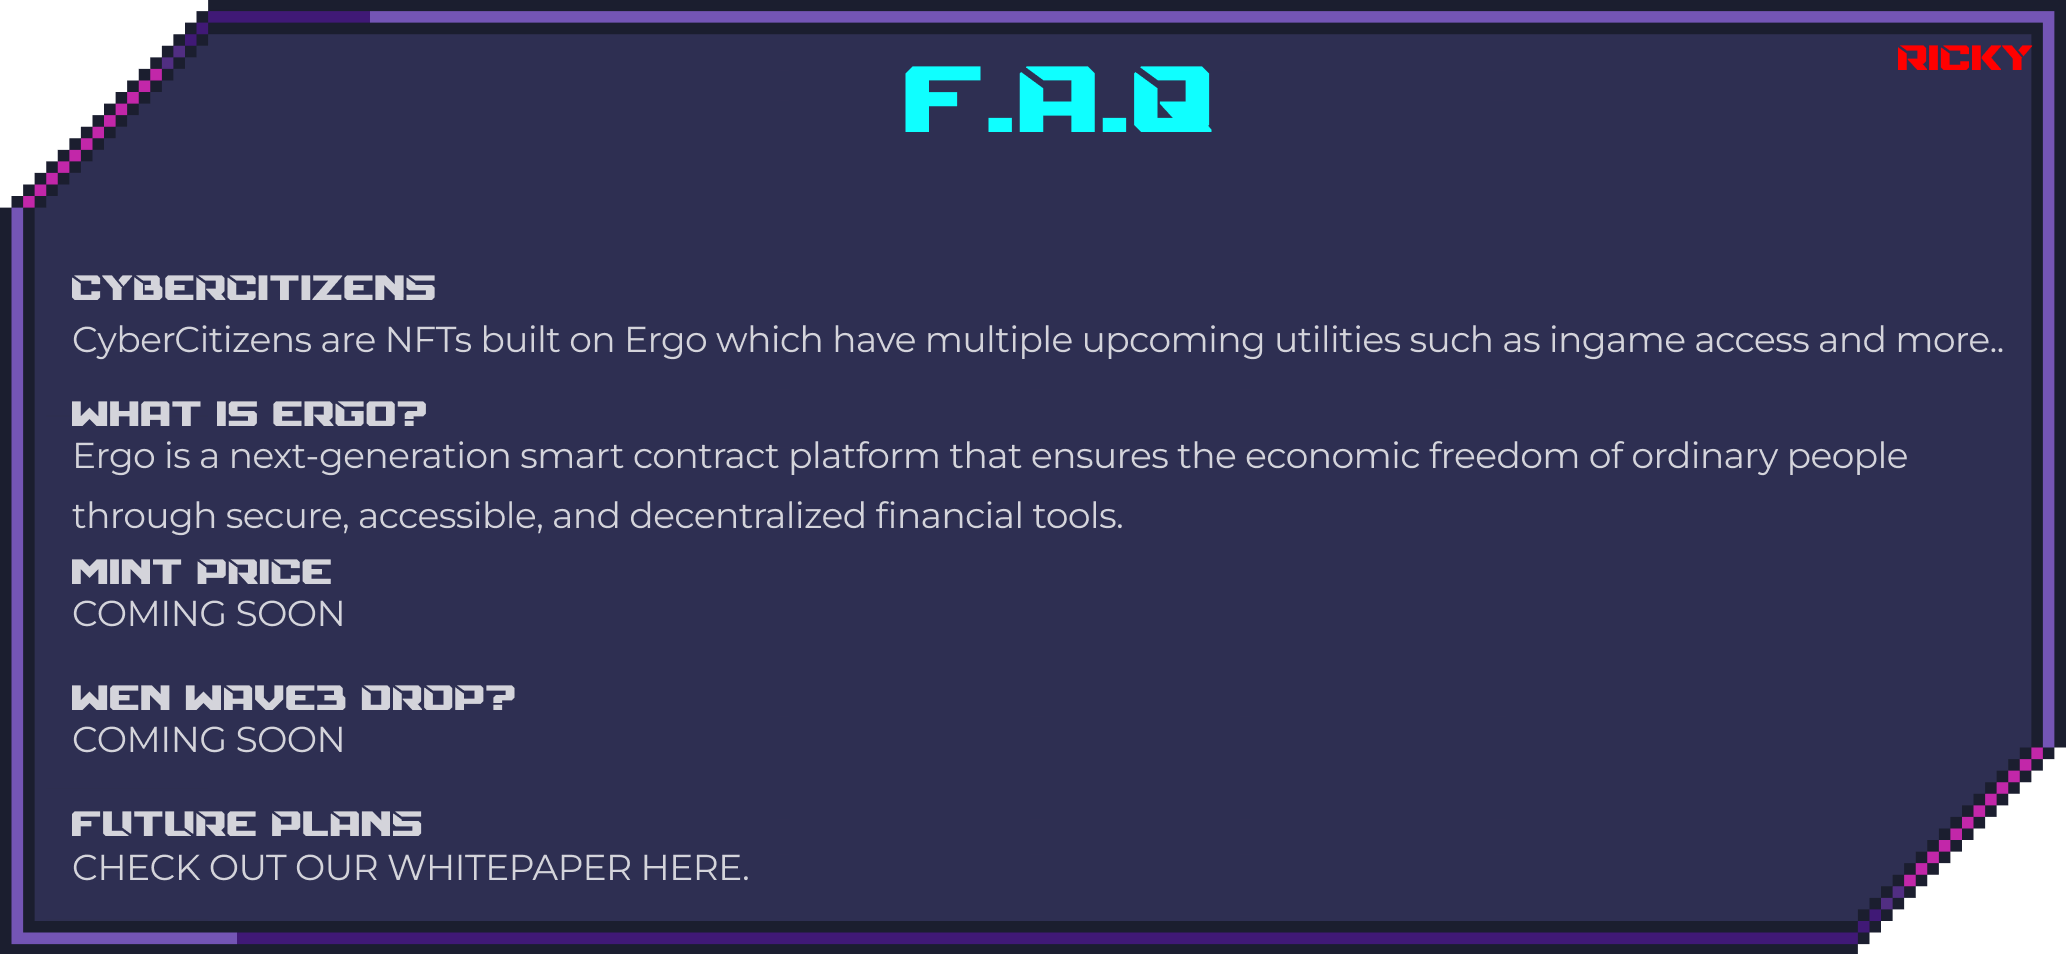 RICKY
F.A.Q
CYBERCITIZENS
CyberCitizens are NFTs built on Ergo which have multiple upcoming utilities such as ingame access and more..
WHAT IS ERGO?
Ergo is a next-generation smart contract platform that ensures the economic freedom of ordinary people
through secure, accessible, and decentralized financial tools.
MINT PRICE
COMING SOON
WEN WAVE3 DROP?
COMING SOON
FUTURE PLANS
CHECK OUT OUR WHITEPAPER HERE.